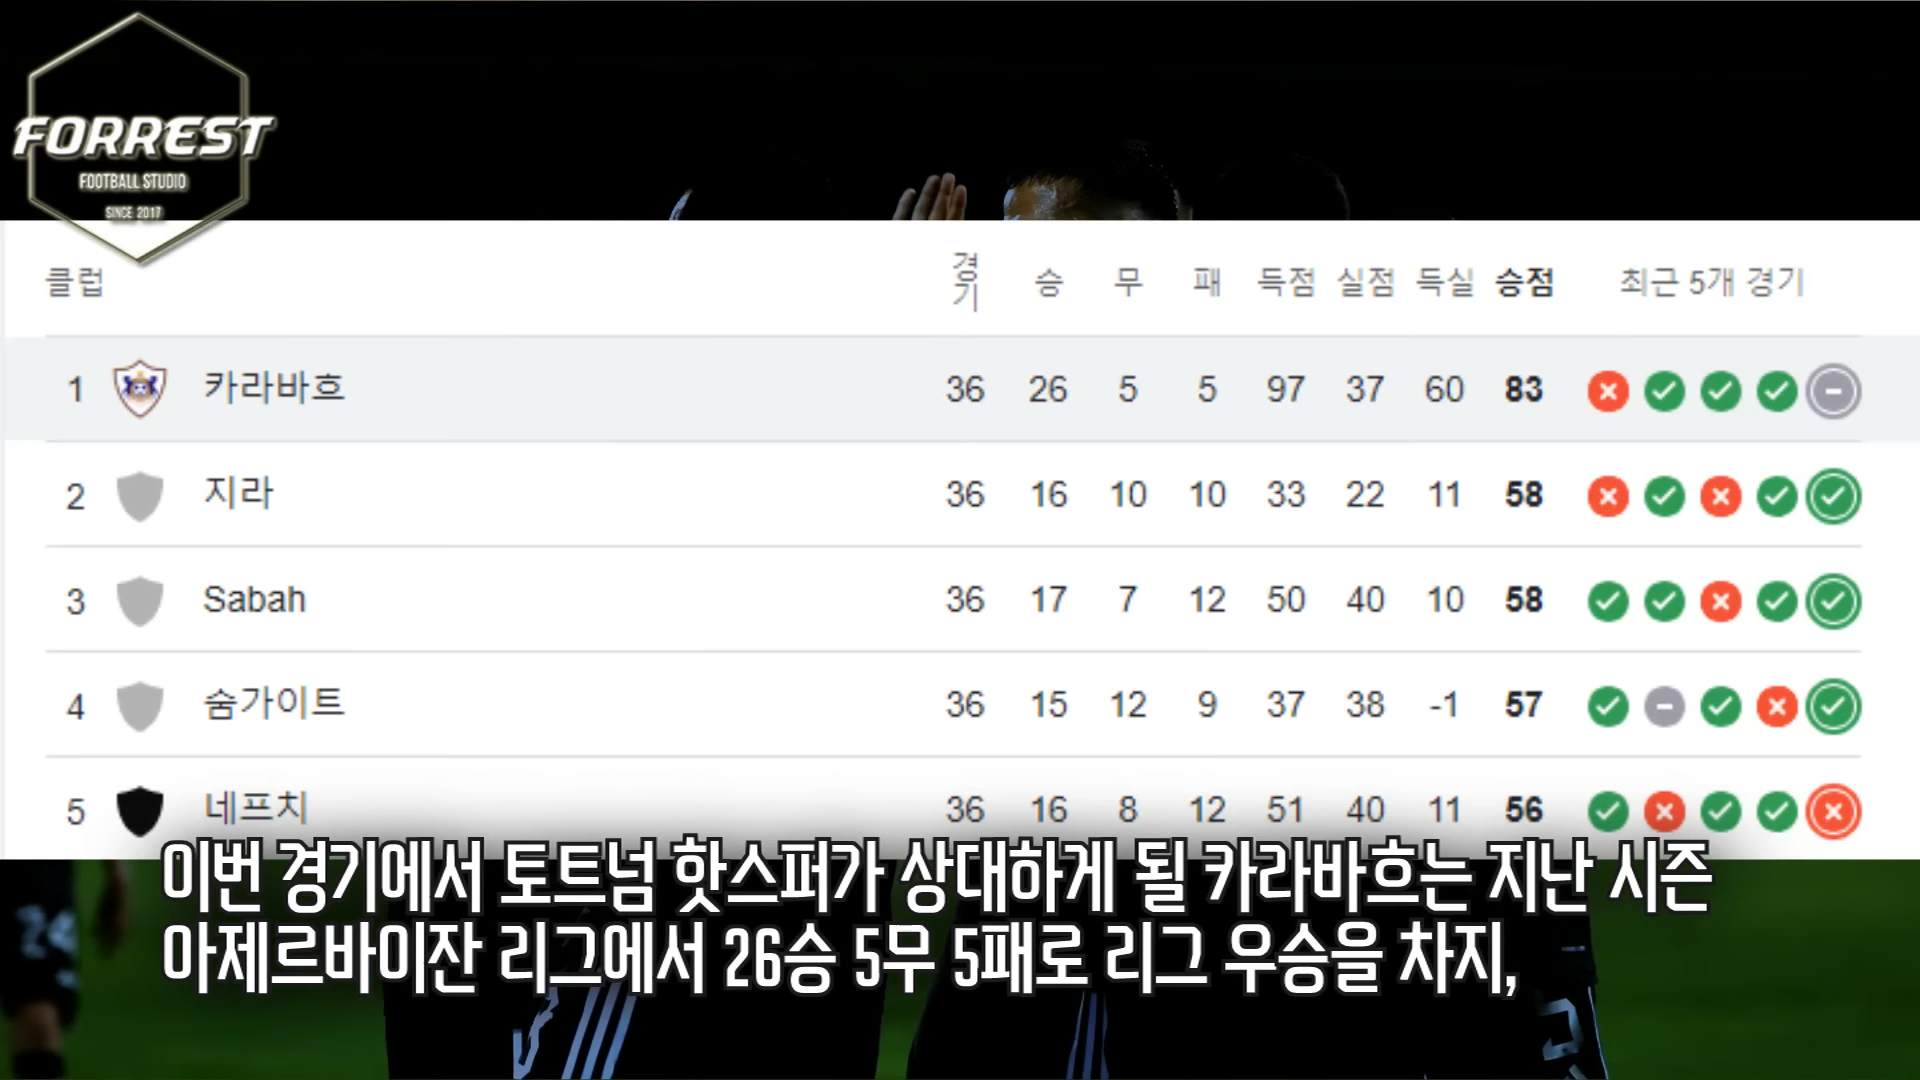 FORREST
FOOTBALL STUDIO
SINCE 2017
클럽 경기 승 무 패 득점 실점 득실 승점 최근 5개 경기
1 카라바흐 36 26 5 5 97 37 60 83
2 지라 36 16 10 10 33 22 11 58
3 Sabah 36 17 7 12 50 40 10 58
4 숨가이트 36 15 12 9 37 38 -1 57
5 네프치 36 16 8 12 51 40 11 56
이번 경기에서 토트넘 핫스퍼가 상대하게 될 카라바흐는 지난 시즌
아제르바이잔 리그에서 26승 5무 5패로 리그 우승을 차지,
24